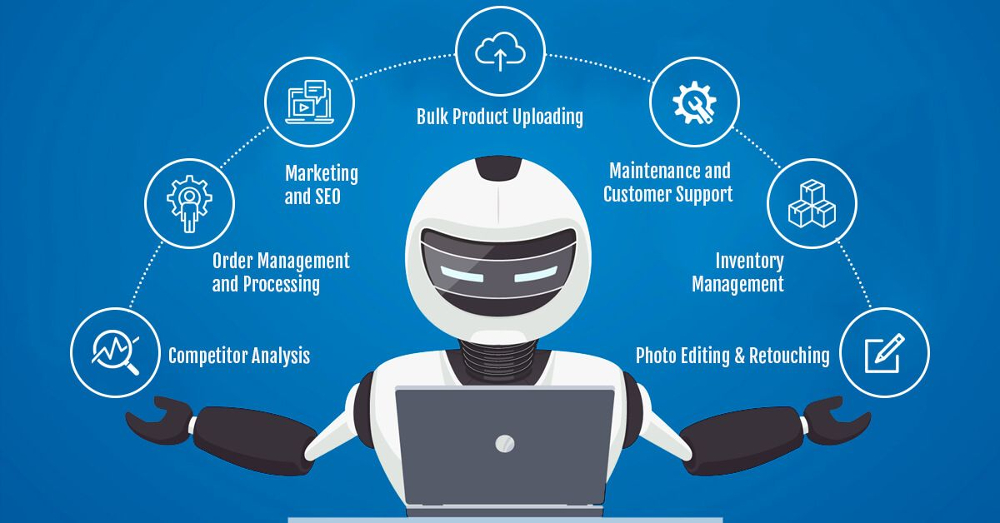 Bulk Product Uploading
Marketing
and SEO
Maintenance and
Customer Support
Order Management
and Processing
Inventory
Management
Competitor Analysis
Photo Editing & Retouching